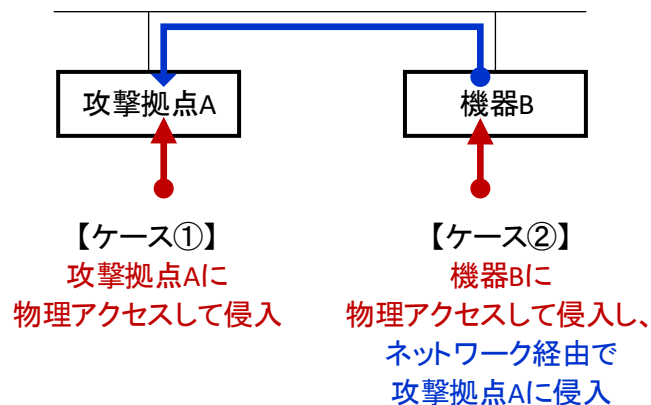 攻撃拠点A
機器B
【ケース①】
攻撃拠点Aに
物理アクセスして侵入
【ケース②】
機器Bに
物理アクセスして侵入し、
ネットワーク経由で
攻撃拠点Aに侵入